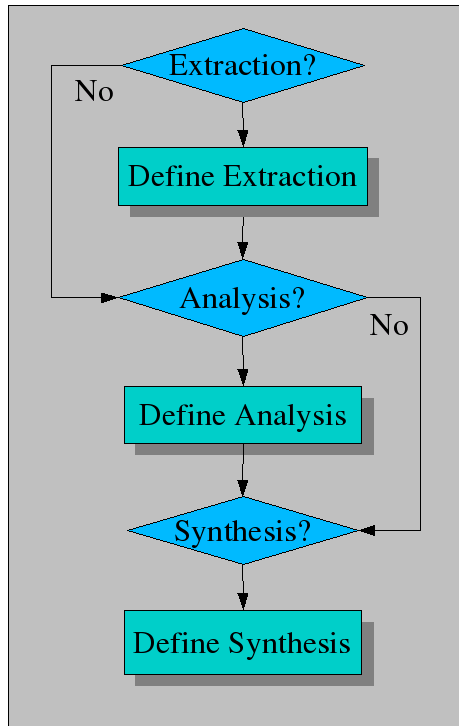 Extraction?
No
Define Extraction
Analysis?
No
Define Analysis
Synthesis?
Define Synthesis